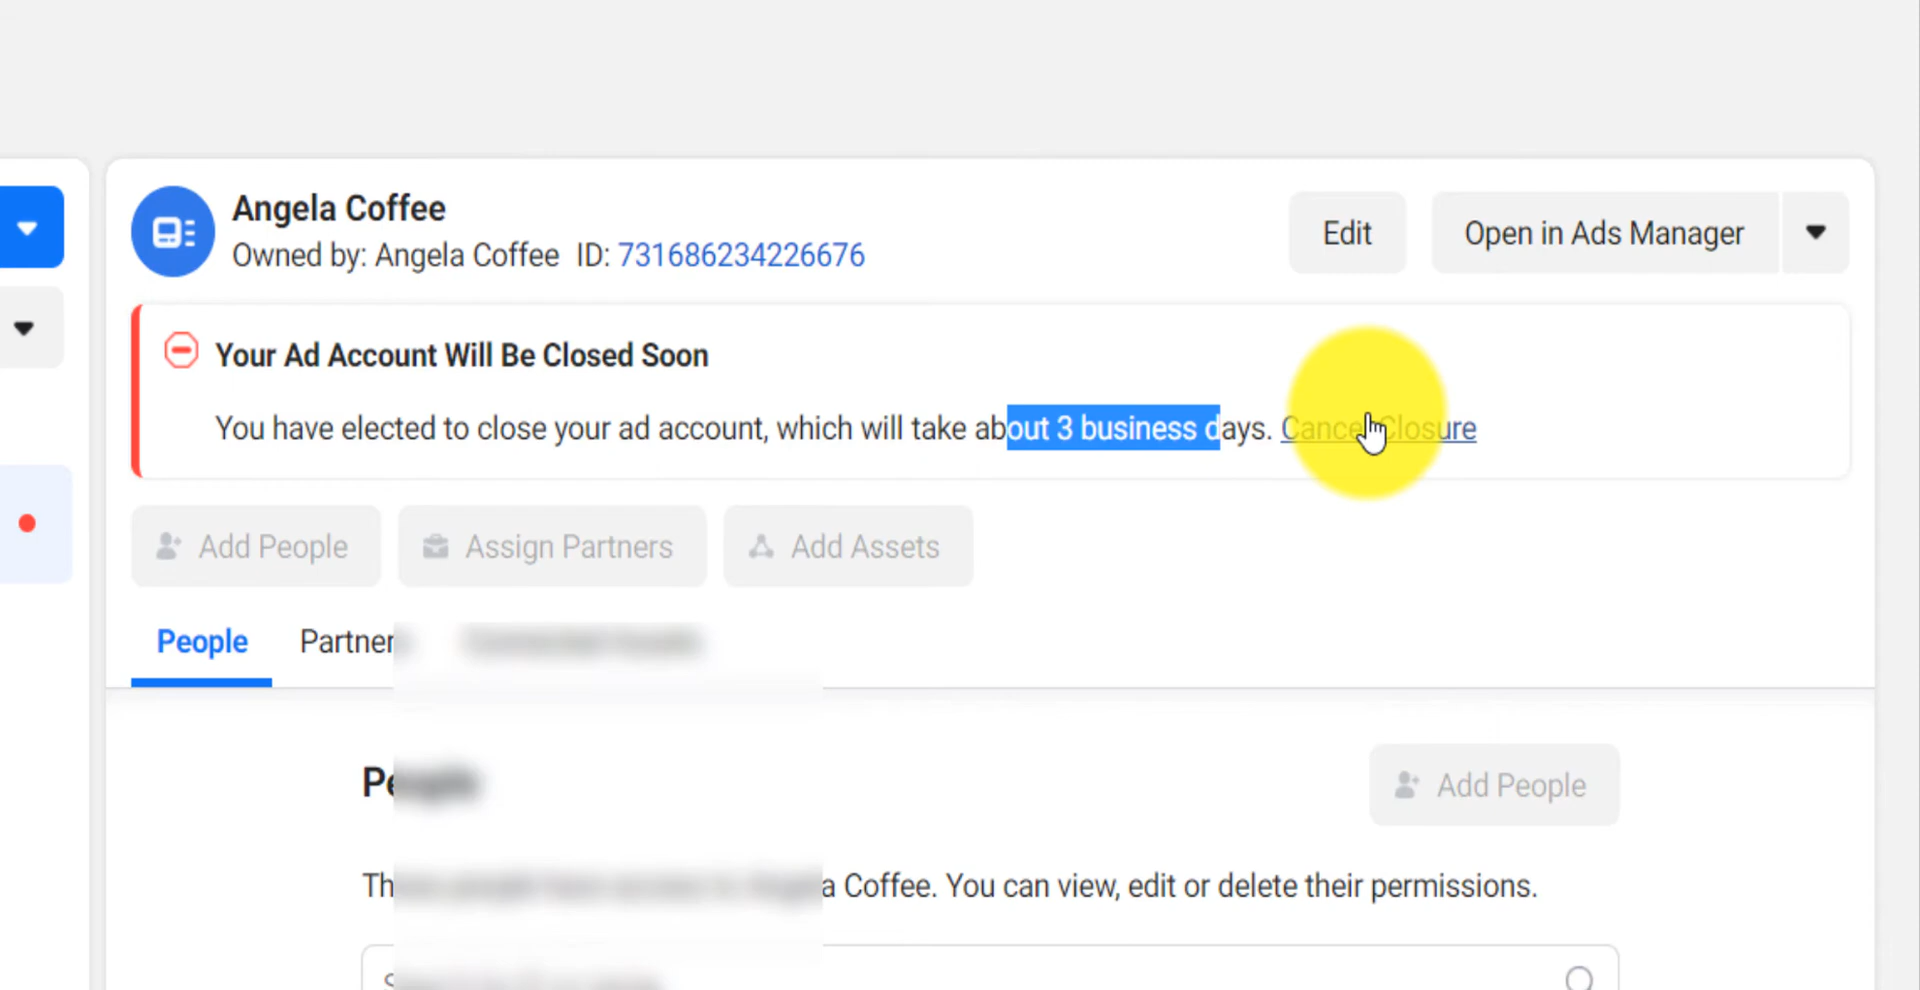 Angela Coffee
Owned by: Angela Coffee ID: 731686234226676
Edit
Open in Ads Manager
Your Ad Account Will Be Closed Soon
You have elected to close your ad account, which will take about 3 business days. Cancel Closure
Add People
Assign Partners
Add Assets
People
Partners
People
Add People
a Coffee. You can view, edit or delete their permissions.